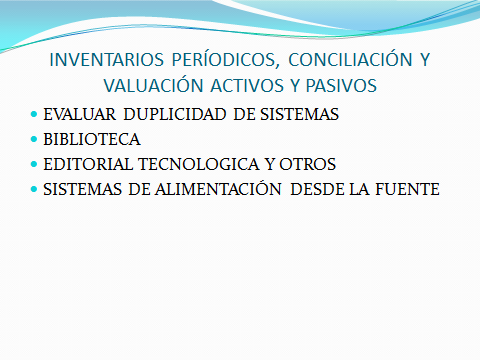 INVENTARIOS PERÍODICOS, CONCILIACIÓN Y
VALUACIÓN ACTIVOS Y PASIVOS
EVALUAR DUPLICIDAD DE SISTEMAS
BIBLIOTECA
EDITORIAL TECNOLOGICA Y OTROS
SISTEMAS DE ALIMENTACIÓN DESDE LA FUENTE